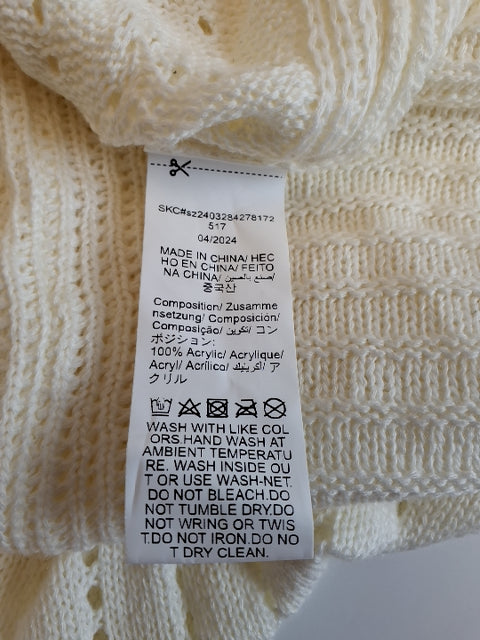 SKC#sz2403284278172
517
04/2024
MADE IN CHINA/ HEC
HO EN CHINA/ FEITO
NA CHINA/ صنع بالصين/
중국산
Composition/ Zusamme
nsetzung/ Composición/
Composição/ تكوين/ コン
ポジション:
100% Acrylic/ Acrylique/
Acryl/ Acrílico/ أكريليك/ ア
クリル
WASH WITH LIKE COL
ORS HAND WASH AT
AMBIENT TEMPERATU
RE. WASH INSIDE OU
T OR USE WASH-NET.
DO NOT BLEACH.DO
NOT TUMBLE DRY.DO
NOT WRING OR TWIS
T.DO NOT IRON.DO NO
T DRY CLEAN.